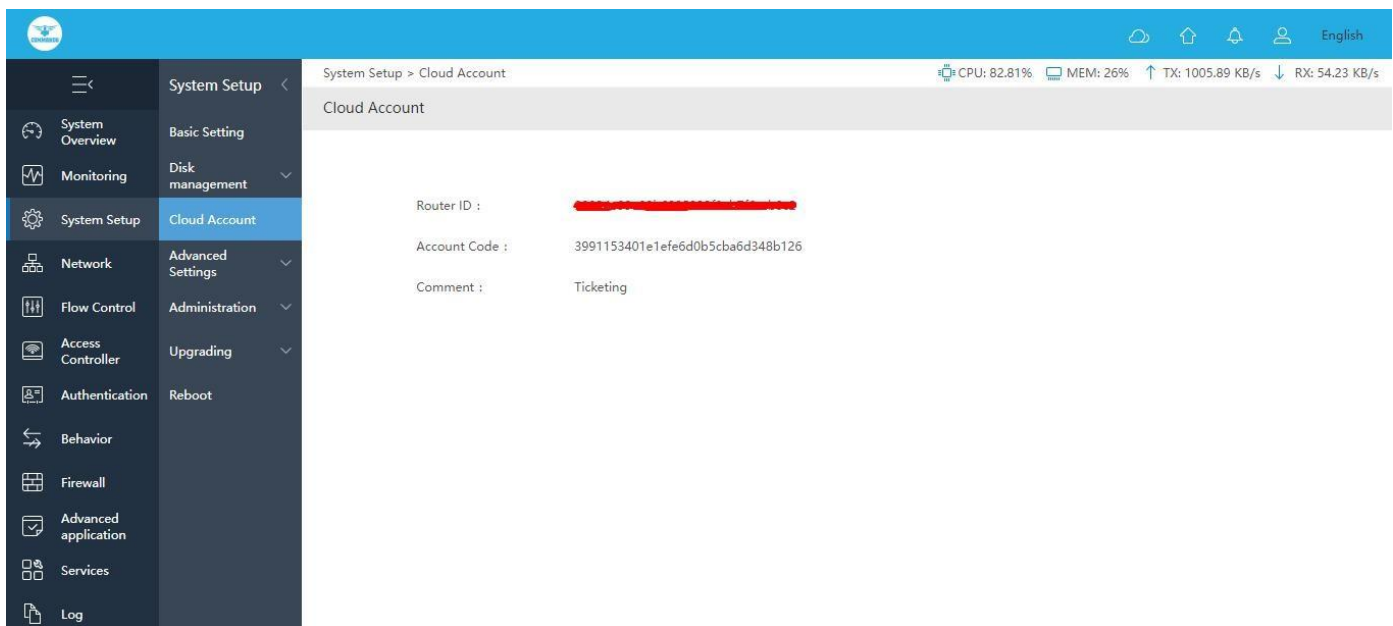 English
System Setup > Cloud Account
CPU: 82.81% MEM: 26% TX: 1005.89 KB/s RX: 54.23 KB/s
Cloud Account
System
Overview
Monitoring
System Setup
Network
Flow Control
Access
Controller
Authentication
Behavior
Firewall
Advanced
application
Services
Log
System Setup
Basic Setting
Disk
management
Cloud Account
Advanced
Settings
Administration
Upgrading
Reboot
Router ID :
Account Code : 3991153401e1efe6d0b5cba6d348b126
Comment : Ticketing